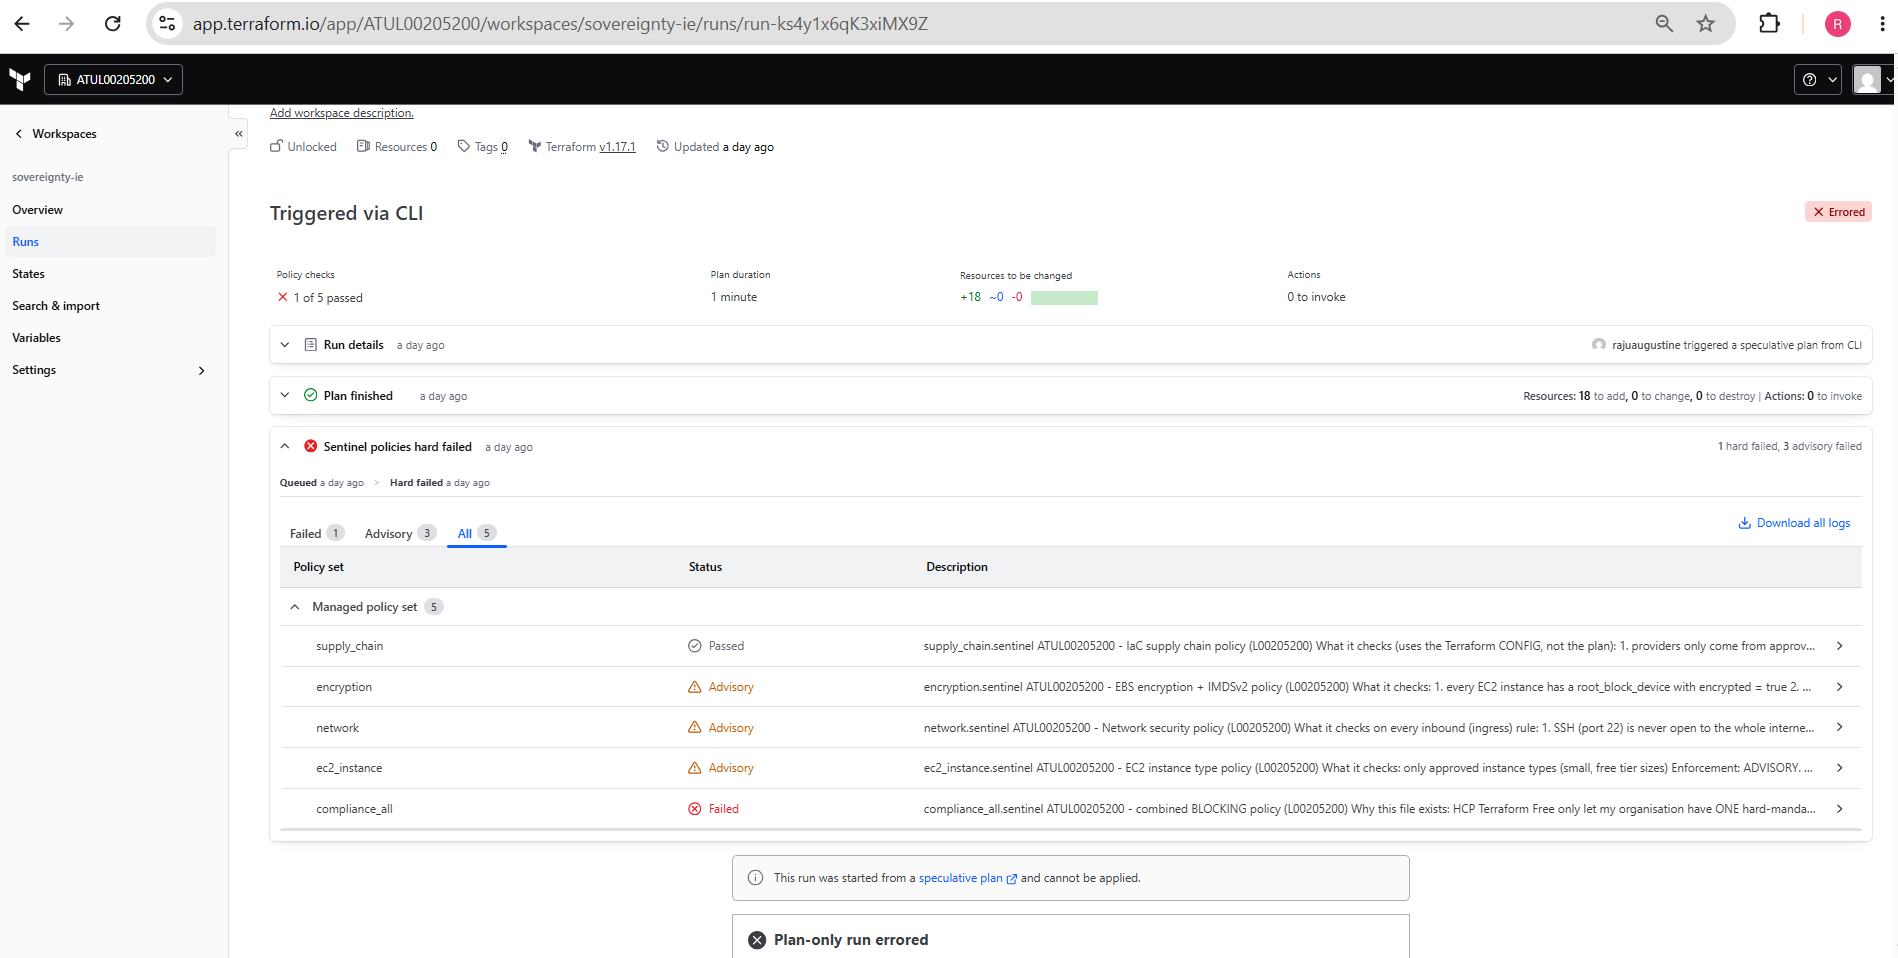 app.terraform.io/app/ATUL00205200/workspaces/sovereignty-ie/runs/run-ks4y1x6qK3xiMX9Z
R
ATUL00205200
Add workspace description.
Workspaces
Unlocked Resources 0 Tags 0 Terraform v1.17.1 Updated a day ago
sovereignty-ie
Overview
Runs
States
Search & import
Variables
Settings
Triggered via CLI
Errored
Policy checks Plan duration Resources to be changed Actions
1 of 5 passed 1 minute +18 ~0 -0 0 to invoke
Run details a day ago rajuaugustine triggered a speculative plan from CLI
Plan finished a day ago Resources: 18 to add, 0 to change, 0 to destroy | Actions: 0 to invoke
Sentinel policies hard failed a day ago 1 hard failed, 3 advisory failed
Queued a day ago > Hard failed a day ago
Failed 1 Advisory 3 All 5 Download all logs
Policy set Status Description
Managed policy set 5
supply_chain Passed supply_chain.sentinel ATUL00205200 - IaC supply chain policy (L00205200) What it checks (uses the Terraform CONFIG, not the plan): 1. providers only come from approv...
encryption Advisory encryption.sentinel ATUL00205200 - EBS encryption + IMDSv2 policy (L00205200) What it checks: 1. every EC2 instance has a root_block_device with encrypted = true 2. ...
network Advisory network.sentinel ATUL00205200 - Network security policy (L00205200) What it checks on every inbound (ingress) rule: 1. SSH (port 22) is never open to the whole interne...
ec2_instance Advisory ec2_instance.sentinel ATUL00205200 - EC2 instance type policy (L00205200) What it checks: only approved instance types (small, free tier sizes) Enforcement: ADVISORY. ...
compliance_all Failed compliance_all.sentinel ATUL00205200 - combined BLOCKING policy (L00205200) Why this file exists: HCP Terraform Free only let my organisation have ONE hard-manda...
This run was started from a speculative plan and cannot be applied.
Plan-only run errored